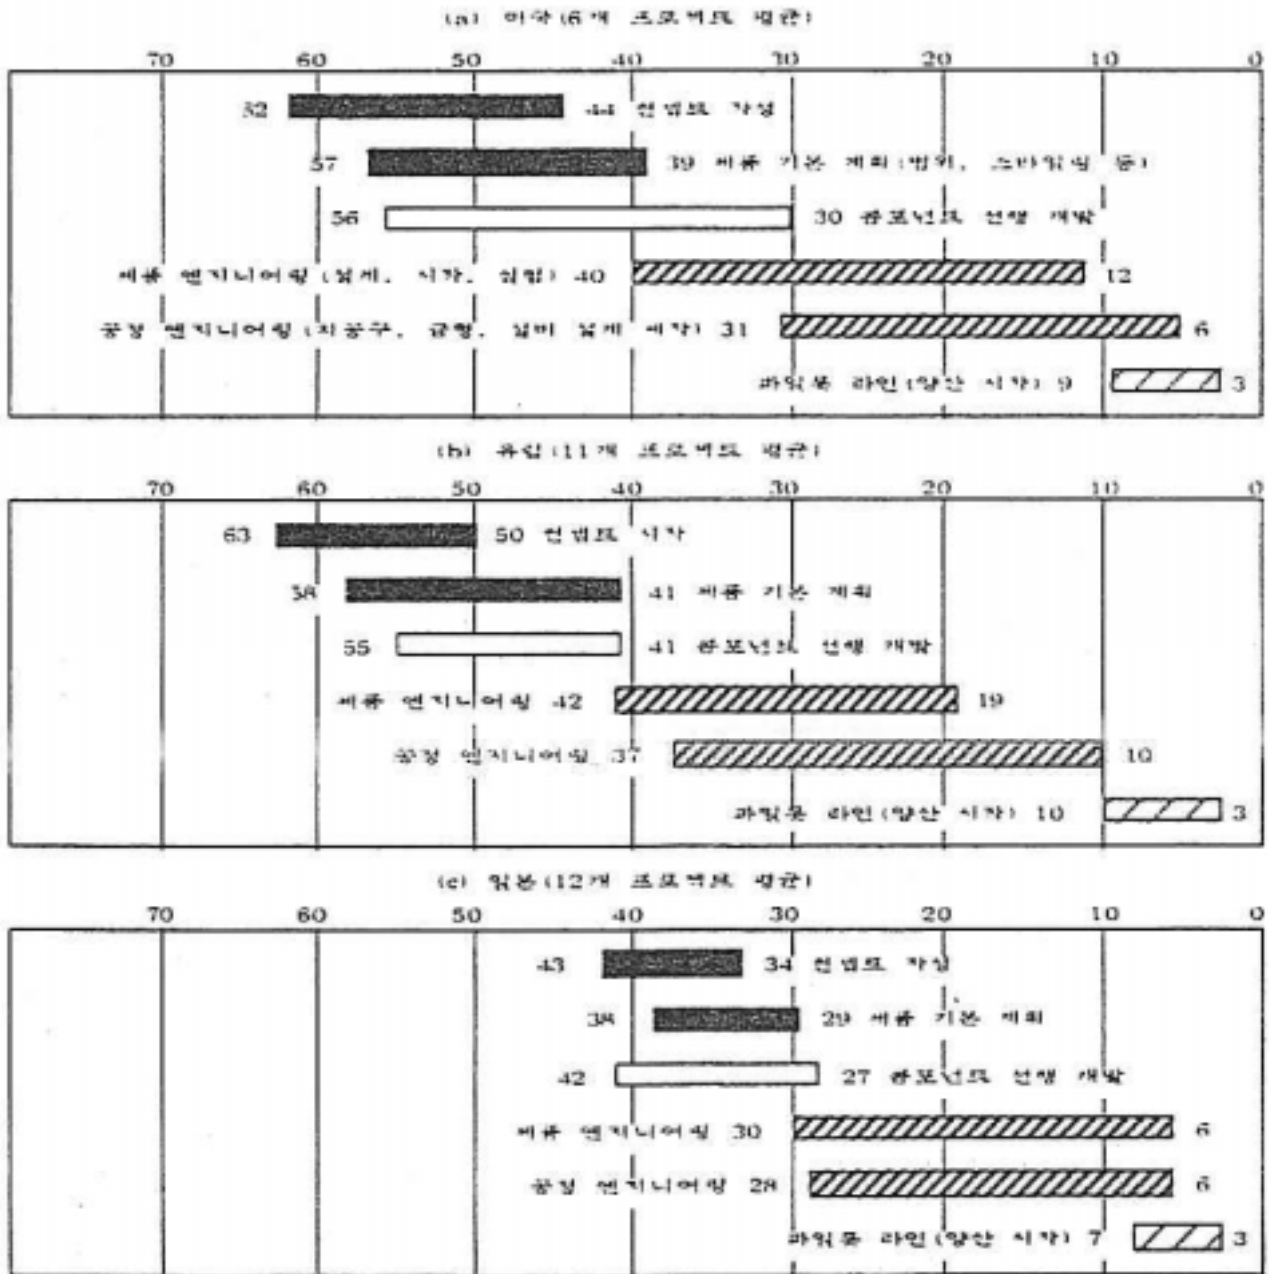 (a) 미국(6개 프로젝트 평균)
70 60 50 40 30 20 10 0
44 컨셉트 작성
57 39 제품 기본 계획(범위, 스타일링 등)
56 30 콤포넌트 선행 개발
제품 엔지니어링(설계, 시작, 실험) 40 12
공정 엔지니어링(치공구, 금형, 설비 설계 제작) 31 6
파일롯 라인(양산 시작) 9 3
(b) 유럽(11개 프로젝트 평균)
70 60 50 40 30 20 10 0
63 50 컨셉트 시작
58 41 제품 기본 계획
55 41 콤포넌트 선행 개발
제품 엔지니어링 42 19
공정 엔지니어링 37 10
파일롯 라인(양산 시작) 10 3
(c) 일본(12개 프로젝트 평균)
70 60 50 40 30 20 10 0
43 34 컨셉트 작성
38 29 제품 기본 계획
42 27 콤포넌트 선행 개발
제품 엔지니어링 30 6
공정 엔지니어링 28 6
파일롯 라인(양산 시작) 7 3